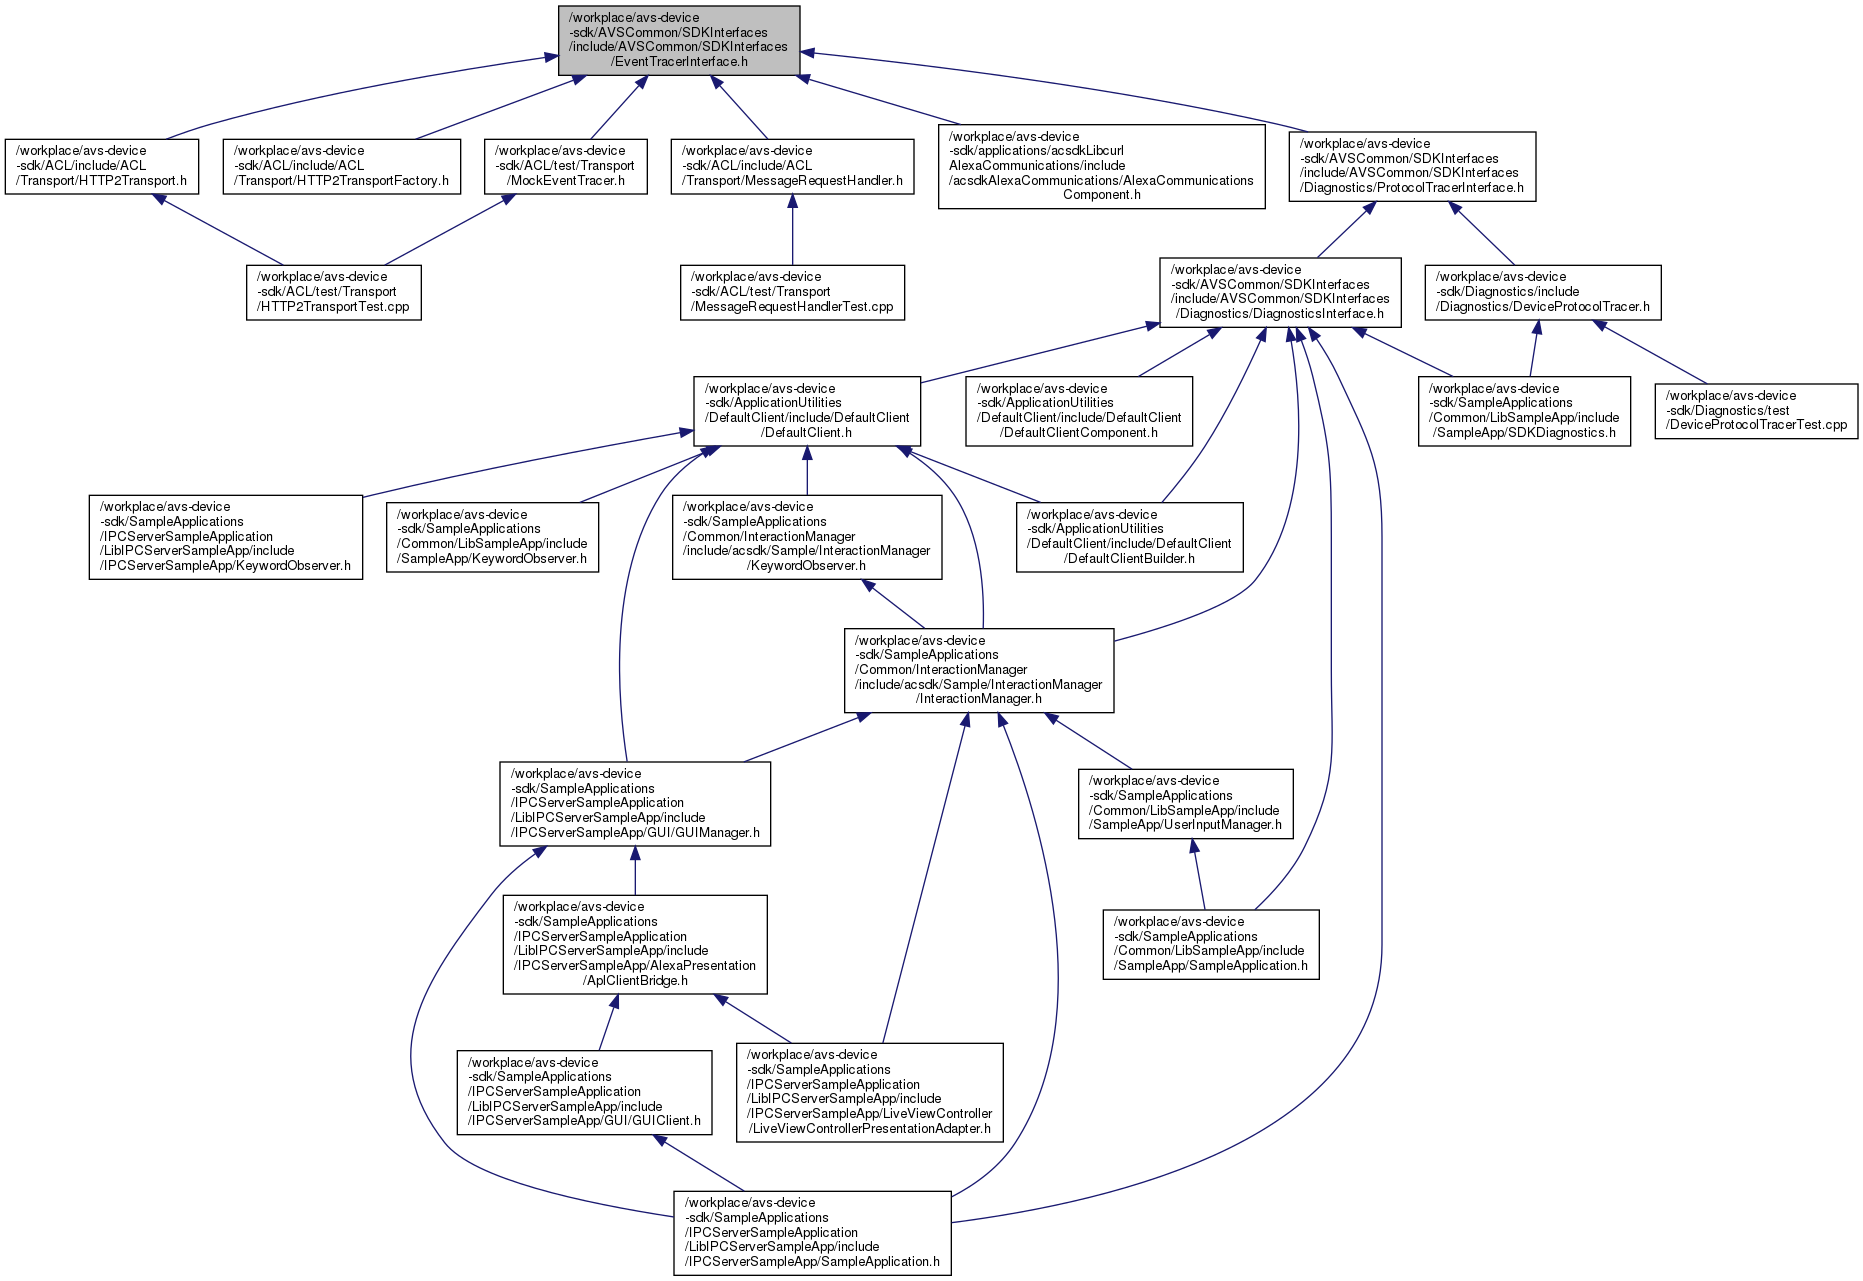 /workplace/avs-device
-sdk/AVSCommon/SDKInterfaces
/include/AVSCommon/SDKInterfaces
/EventTracerInterface.h
/workplace/avs-device
-sdk/ACL/include/ACL
/Transport/HTTP2Transport.h
/workplace/avs-device
-sdk/ACL/include/ACL
/Transport/HTTP2TransportFactory.h
/workplace/avs-device
-sdk/ACL/test/Transport
/MockEventTracer.h
/workplace/avs-device
-sdk/ACL/include/ACL
/Transport/MessageRequestHandler.h
/workplace/avs-device
-sdk/applications/acsdkLibcurl
AlexaCommunications/include
/acsdkAlexaCommunications/AlexaCommunications
Component.h
/workplace/avs-device
-sdk/AVSCommon/SDKInterfaces
/include/AVSCommon/SDKInterfaces
/Diagnostics/ProtocolTracerInterface.h
/workplace/avs-device
-sdk/ACL/test/Transport
/HTTP2TransportTest.cpp
/workplace/avs-device
-sdk/ACL/test/Transport
/MessageRequestHandlerTest.cpp
/workplace/avs-device
-sdk/AVSCommon/SDKInterfaces
/include/AVSCommon/SDKInterfaces
/Diagnostics/DiagnosticsInterface.h
/workplace/avs-device
-sdk/Diagnostics/include
/Diagnostics/DeviceProtocolTracer.h
/workplace/avs-device
-sdk/ApplicationUtilities
/DefaultClient/include/DefaultClient
/DefaultClient.h
/workplace/avs-device
-sdk/ApplicationUtilities
/DefaultClient/include/DefaultClient
/DefaultClientComponent.h
/workplace/avs-device
-sdk/SampleApplications
/Common/LibSampleApp/include
/SampleApp/SDKDiagnostics.h
/workplace/avs-device
-sdk/Diagnostics/test
/DeviceProtocolTracerTest.cpp
/workplace/avs-device
-sdk/SampleApplications
/IPCServerSampleApplication
/LibIPCServerSampleApp/include
/IPCServerSampleApp/KeywordObserver.h
/workplace/avs-device
-sdk/SampleApplications
/Common/LibSampleApp/include
/SampleApp/KeywordObserver.h
/workplace/avs-device
-sdk/SampleApplications
/Common/InteractionManager
/include/acsdk/Sample/InteractionManager
/KeywordObserver.h
/workplace/avs-device
-sdk/ApplicationUtilities
/DefaultClient/include/DefaultClient
/DefaultClientBuilder.h
/workplace/avs-device
-sdk/SampleApplications
/Common/InteractionManager
/include/acsdk/Sample/InteractionManager
/InteractionManager.h
/workplace/avs-device
-sdk/SampleApplications
/IPCServerSampleApplication
/LibIPCServerSampleApp/include
/IPCServerSampleApp/GUI/GUIManager.h
/workplace/avs-device
-sdk/SampleApplications
/Common/LibSampleApp/include
/SampleApp/UserInputManager.h
/workplace/avs-device
-sdk/SampleApplications
/IPCServerSampleApplication
/LibIPCServerSampleApp/include
/IPCServerSampleApp/AlexaPresentation
/AplClientBridge.h
/workplace/avs-device
-sdk/SampleApplications
/Common/LibSampleApp/include
/SampleApp/SampleApplication.h
/workplace/avs-device
-sdk/SampleApplications
/IPCServerSampleApplication
/LibIPCServerSampleApp/include
/IPCServerSampleApp/GUI/GUIClient.h
/workplace/avs-device
-sdk/SampleApplications
/IPCServerSampleApplication
/LibIPCServerSampleApp/include
/IPCServerSampleApp/LiveViewController
/LiveViewControllerPresentationAdapter.h
/workplace/avs-device
-sdk/SampleApplications
/IPCServerSampleApplication
/LibIPCServerSampleApp/include
/IPCServerSampleApp/SampleApplication.h